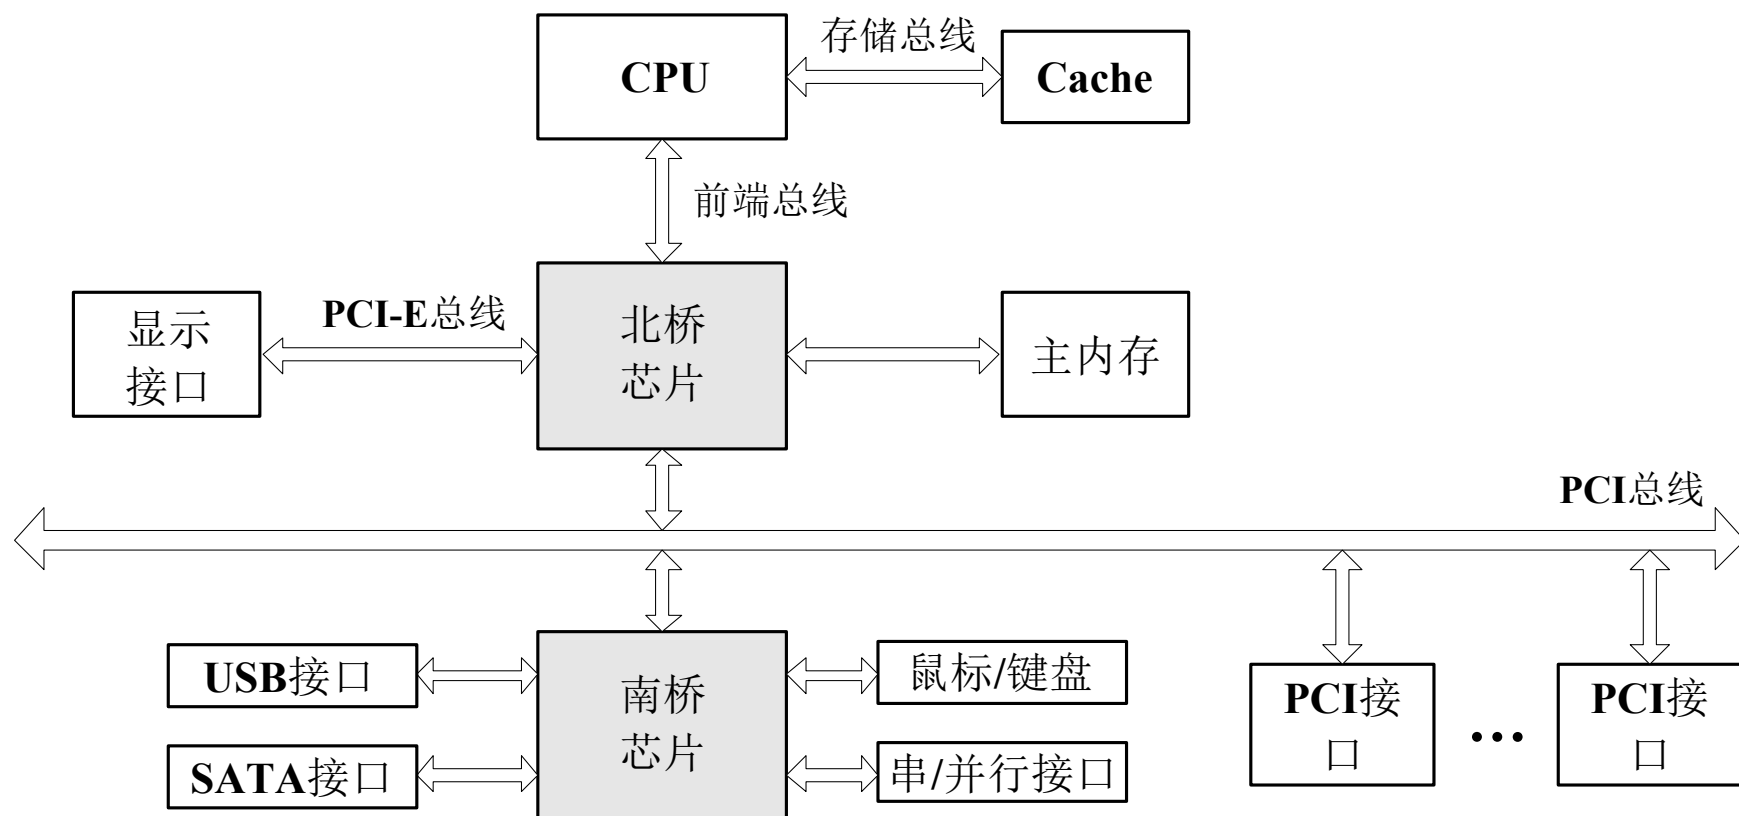 存储总线
CPU
Cache
前端总线
PCI-E总线
显示
接口
北桥
芯片
主内存
PCI总线
USB接口
SATA接口
南桥
芯片
鼠标/键盘
串/并行接口
PCI接
口
...
PCI接
口